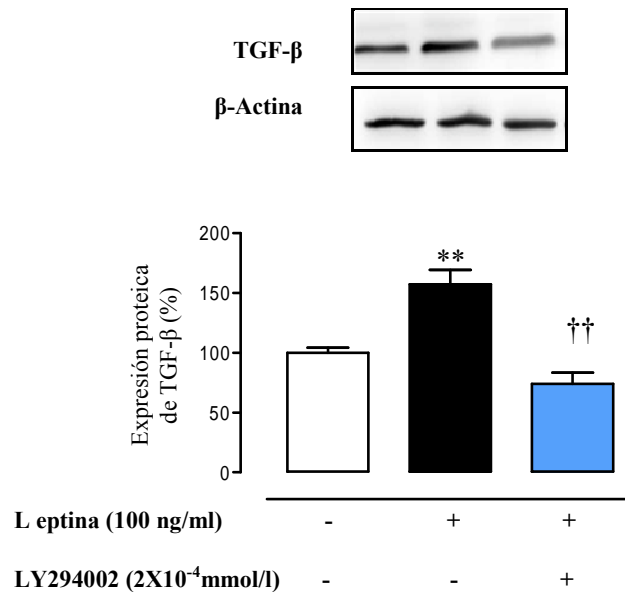 TGF-β
β-Actina
200
150
100
50
0
Expresión proteica
de TGF-β (%)
**
††
L eptina (100 ng/ml) - + +
LY294002 (2X10⁻⁴mmol/l) - - +